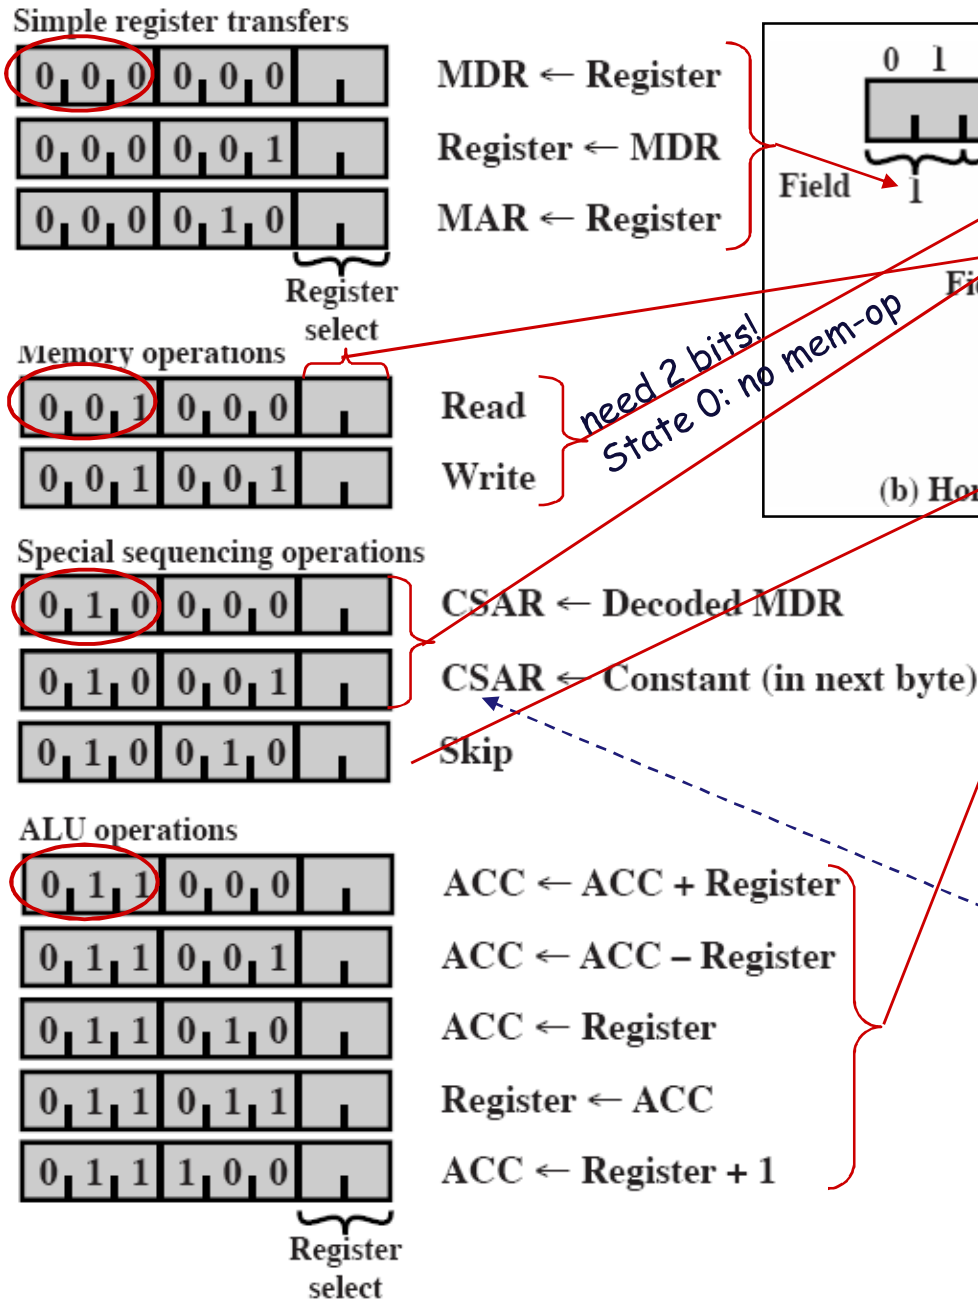 Simple register transfers
0 0 0 0 0 0 MDR ← Register
0 0 0 0 0 1 Register ← MDR
0 0 0 0 1 0 MAR ← Register
Register
select
0 1
Field 1
Memory operations
0 0 1 0 0 0 Read
0 0 1 0 0 1 Write
need 2 bits!
State 0: no mem-op
(b)
Special sequencing operations
0 1 0 0 0 0 CSAR ← Decoded MDR
0 1 0 0 0 1 CSAR ← Constant (in next byte)
0 1 0 0 1 0 Skip
ALU operations
0 1 1 0 0 0 ACC ← ACC + Register
0 1 1 0 0 1 ACC ← ACC – Register
0 1 1 0 1 0 ACC ← Register
0 1 1 0 1 1 Register ← ACC
0 1 1 1 0 0 ACC ← Register + 1
Register
select